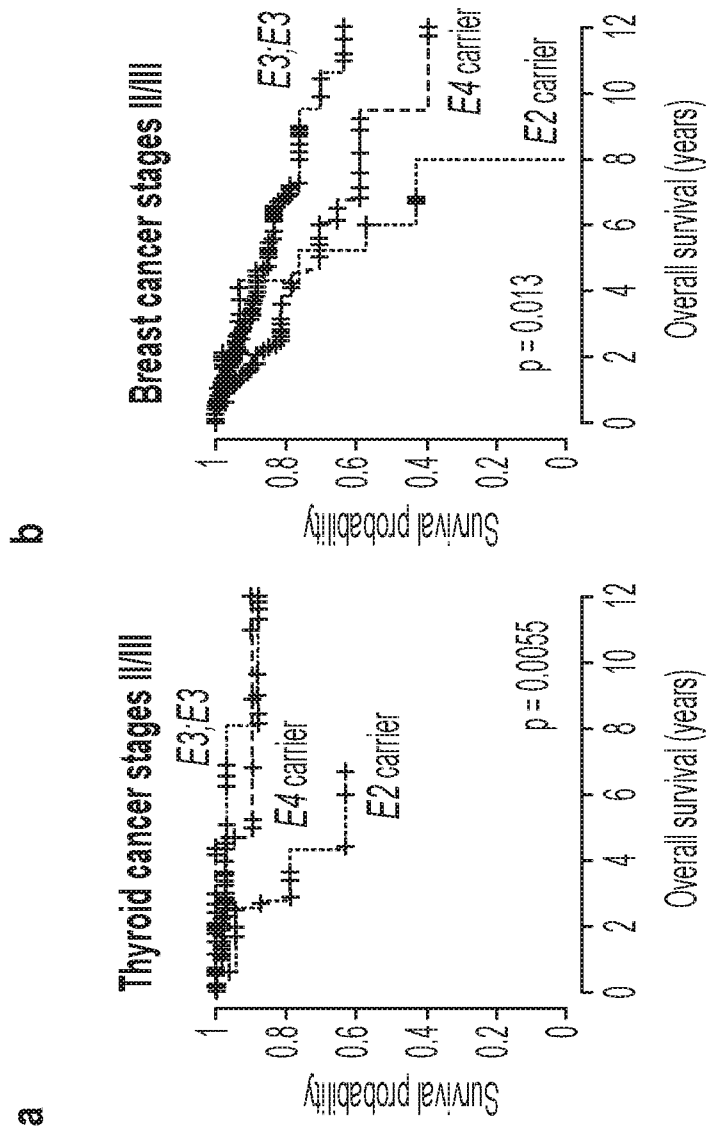 a
Thyroid cancer stages II/III
Survival probability
1
0.8
0.6
0.4
0.2
0
E3;E3
E4 carrier
E2 carrier
p = 0.0055
0 2 4 6 8 10 12
Overall survival (years)
b
Breast cancer stages II/III
Survival probability
1
0.8
0.6
0.4
0.2
0
E3;E3
E4 carrier
E2 carrier
p = 0.013
0 2 4 6 8 10 12
Overall survival (years)